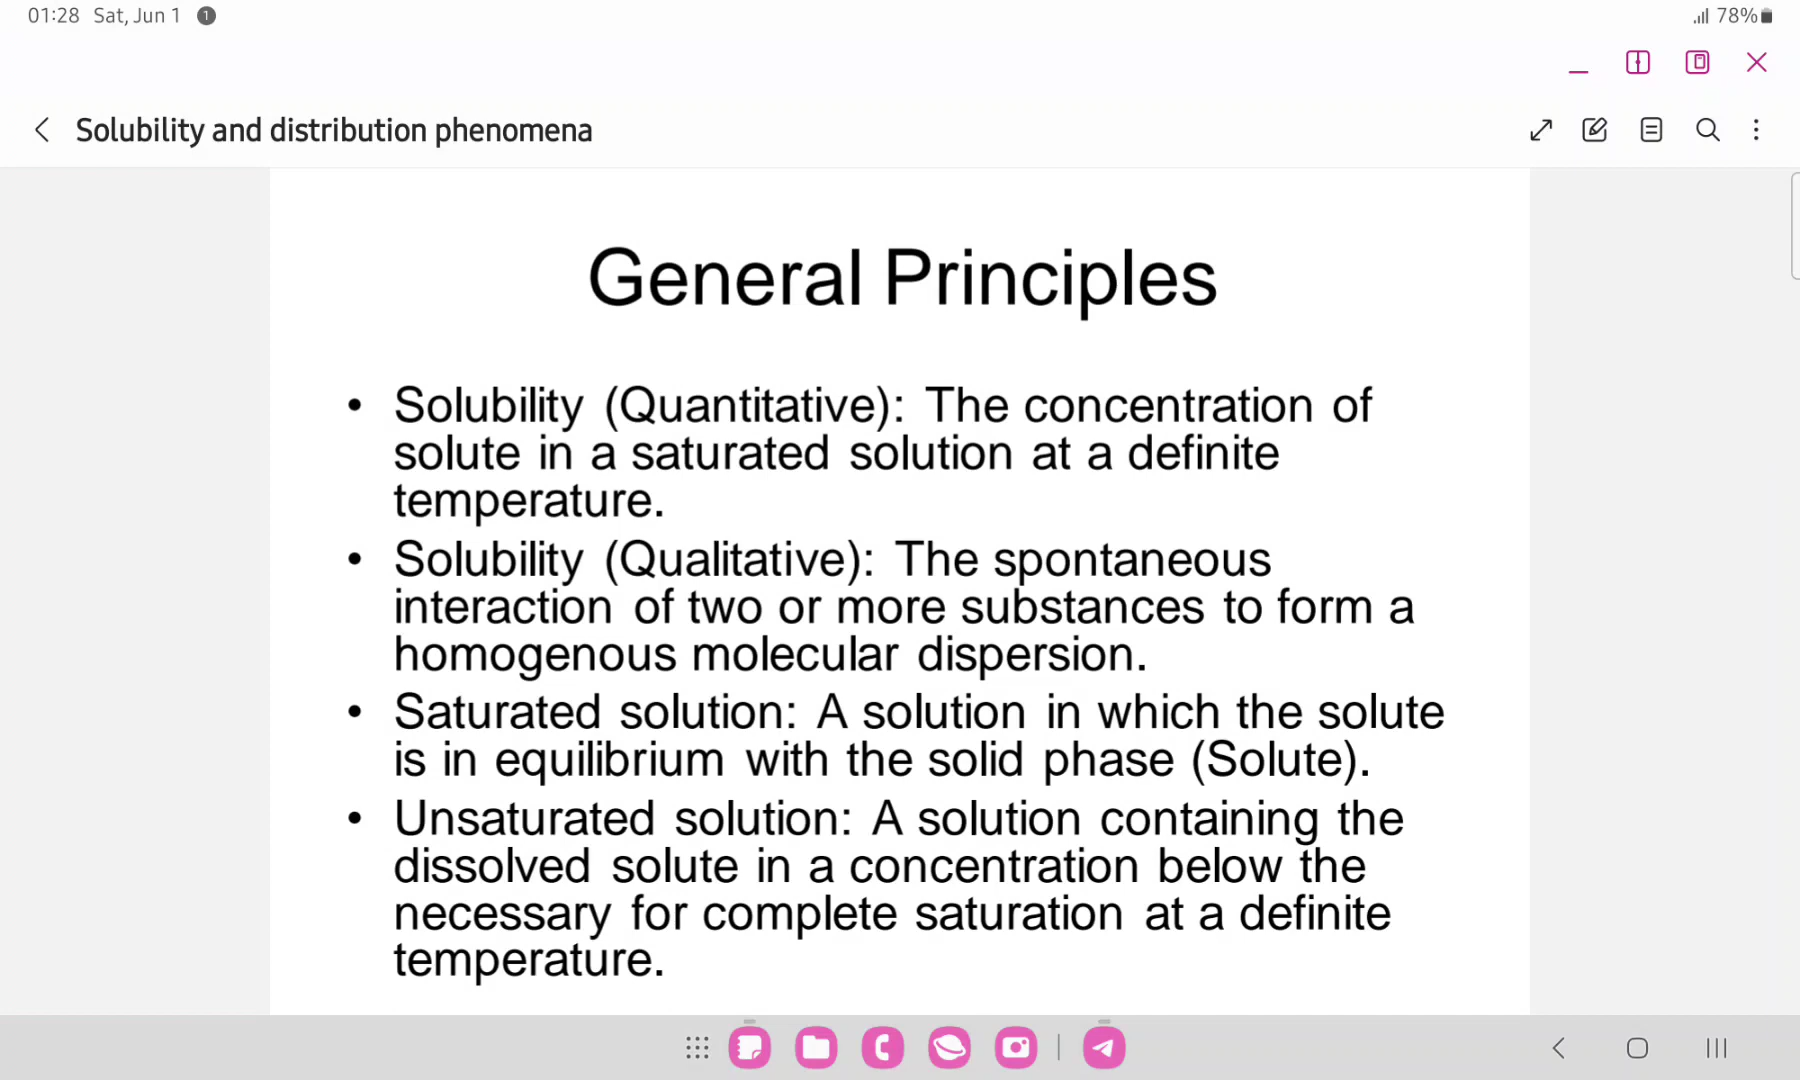 01:28 Sat, Jun 1 1 78%
Solubility and distribution phenomena
General Principles
• Solubility (Quantitative): The concentration of
solute in a saturated solution at a definite
temperature.
• Solubility (Qualitative): The spontaneous
interaction of two or more substances to form a
homogenous molecular dispersion.
• Saturated solution: A solution in which the solute
is in equilibrium with the solid phase (Solute).
• Unsaturated solution: A solution containing the
dissolved solute in a concentration below the
necessary for complete saturation at a definite
temperature.